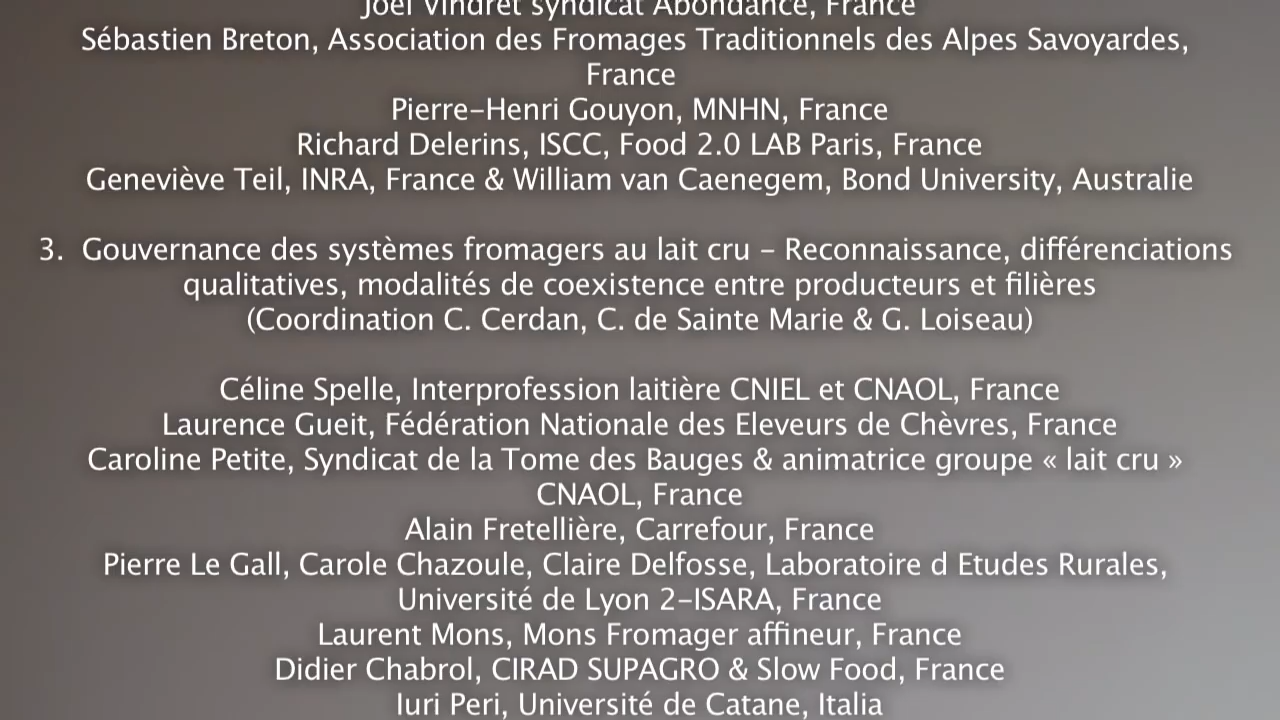 Joël Vindret syndicat Abondance, France
Sébastien Breton, Association des Fromages Traditionnels des Alpes Savoyardes,
France
Pierre-Henri Gouyon, MNHN, France
Richard Delerins, ISCC, Food 2.0 LAB Paris, France
Geneviève Teil, INRA, France & William van Caenegem, Bond University, Australie
3. Gouvernance des systèmes fromagers au lait cru - Reconnaissance, différenciations
qualitatives, modalités de coexistence entre producteurs et filières
(Coordination C. Cerdan, C. de Sainte Marie & G. Loiseau)
Céline Spelle, Interprofession laitière CNIEL et CNAOL, France
Laurence Gueit, Fédération Nationale des Eleveurs de Chèvres, France
Caroline Petite, Syndicat de la Tome des Bauges & animatrice groupe « lait cru »
CNAOL, France
Alain Fretellière, Carrefour, France
Pierre Le Gall, Carole Chazoule, Claire Delfosse, Laboratoire d Etudes Rurales,
Université de Lyon 2-ISARA, France
Laurent Mons, Mons Fromager affineur, France
Didier Chabrol, CIRAD SUPAGRO & Slow Food, France
Iuri Peri, Université de Catane, Italia